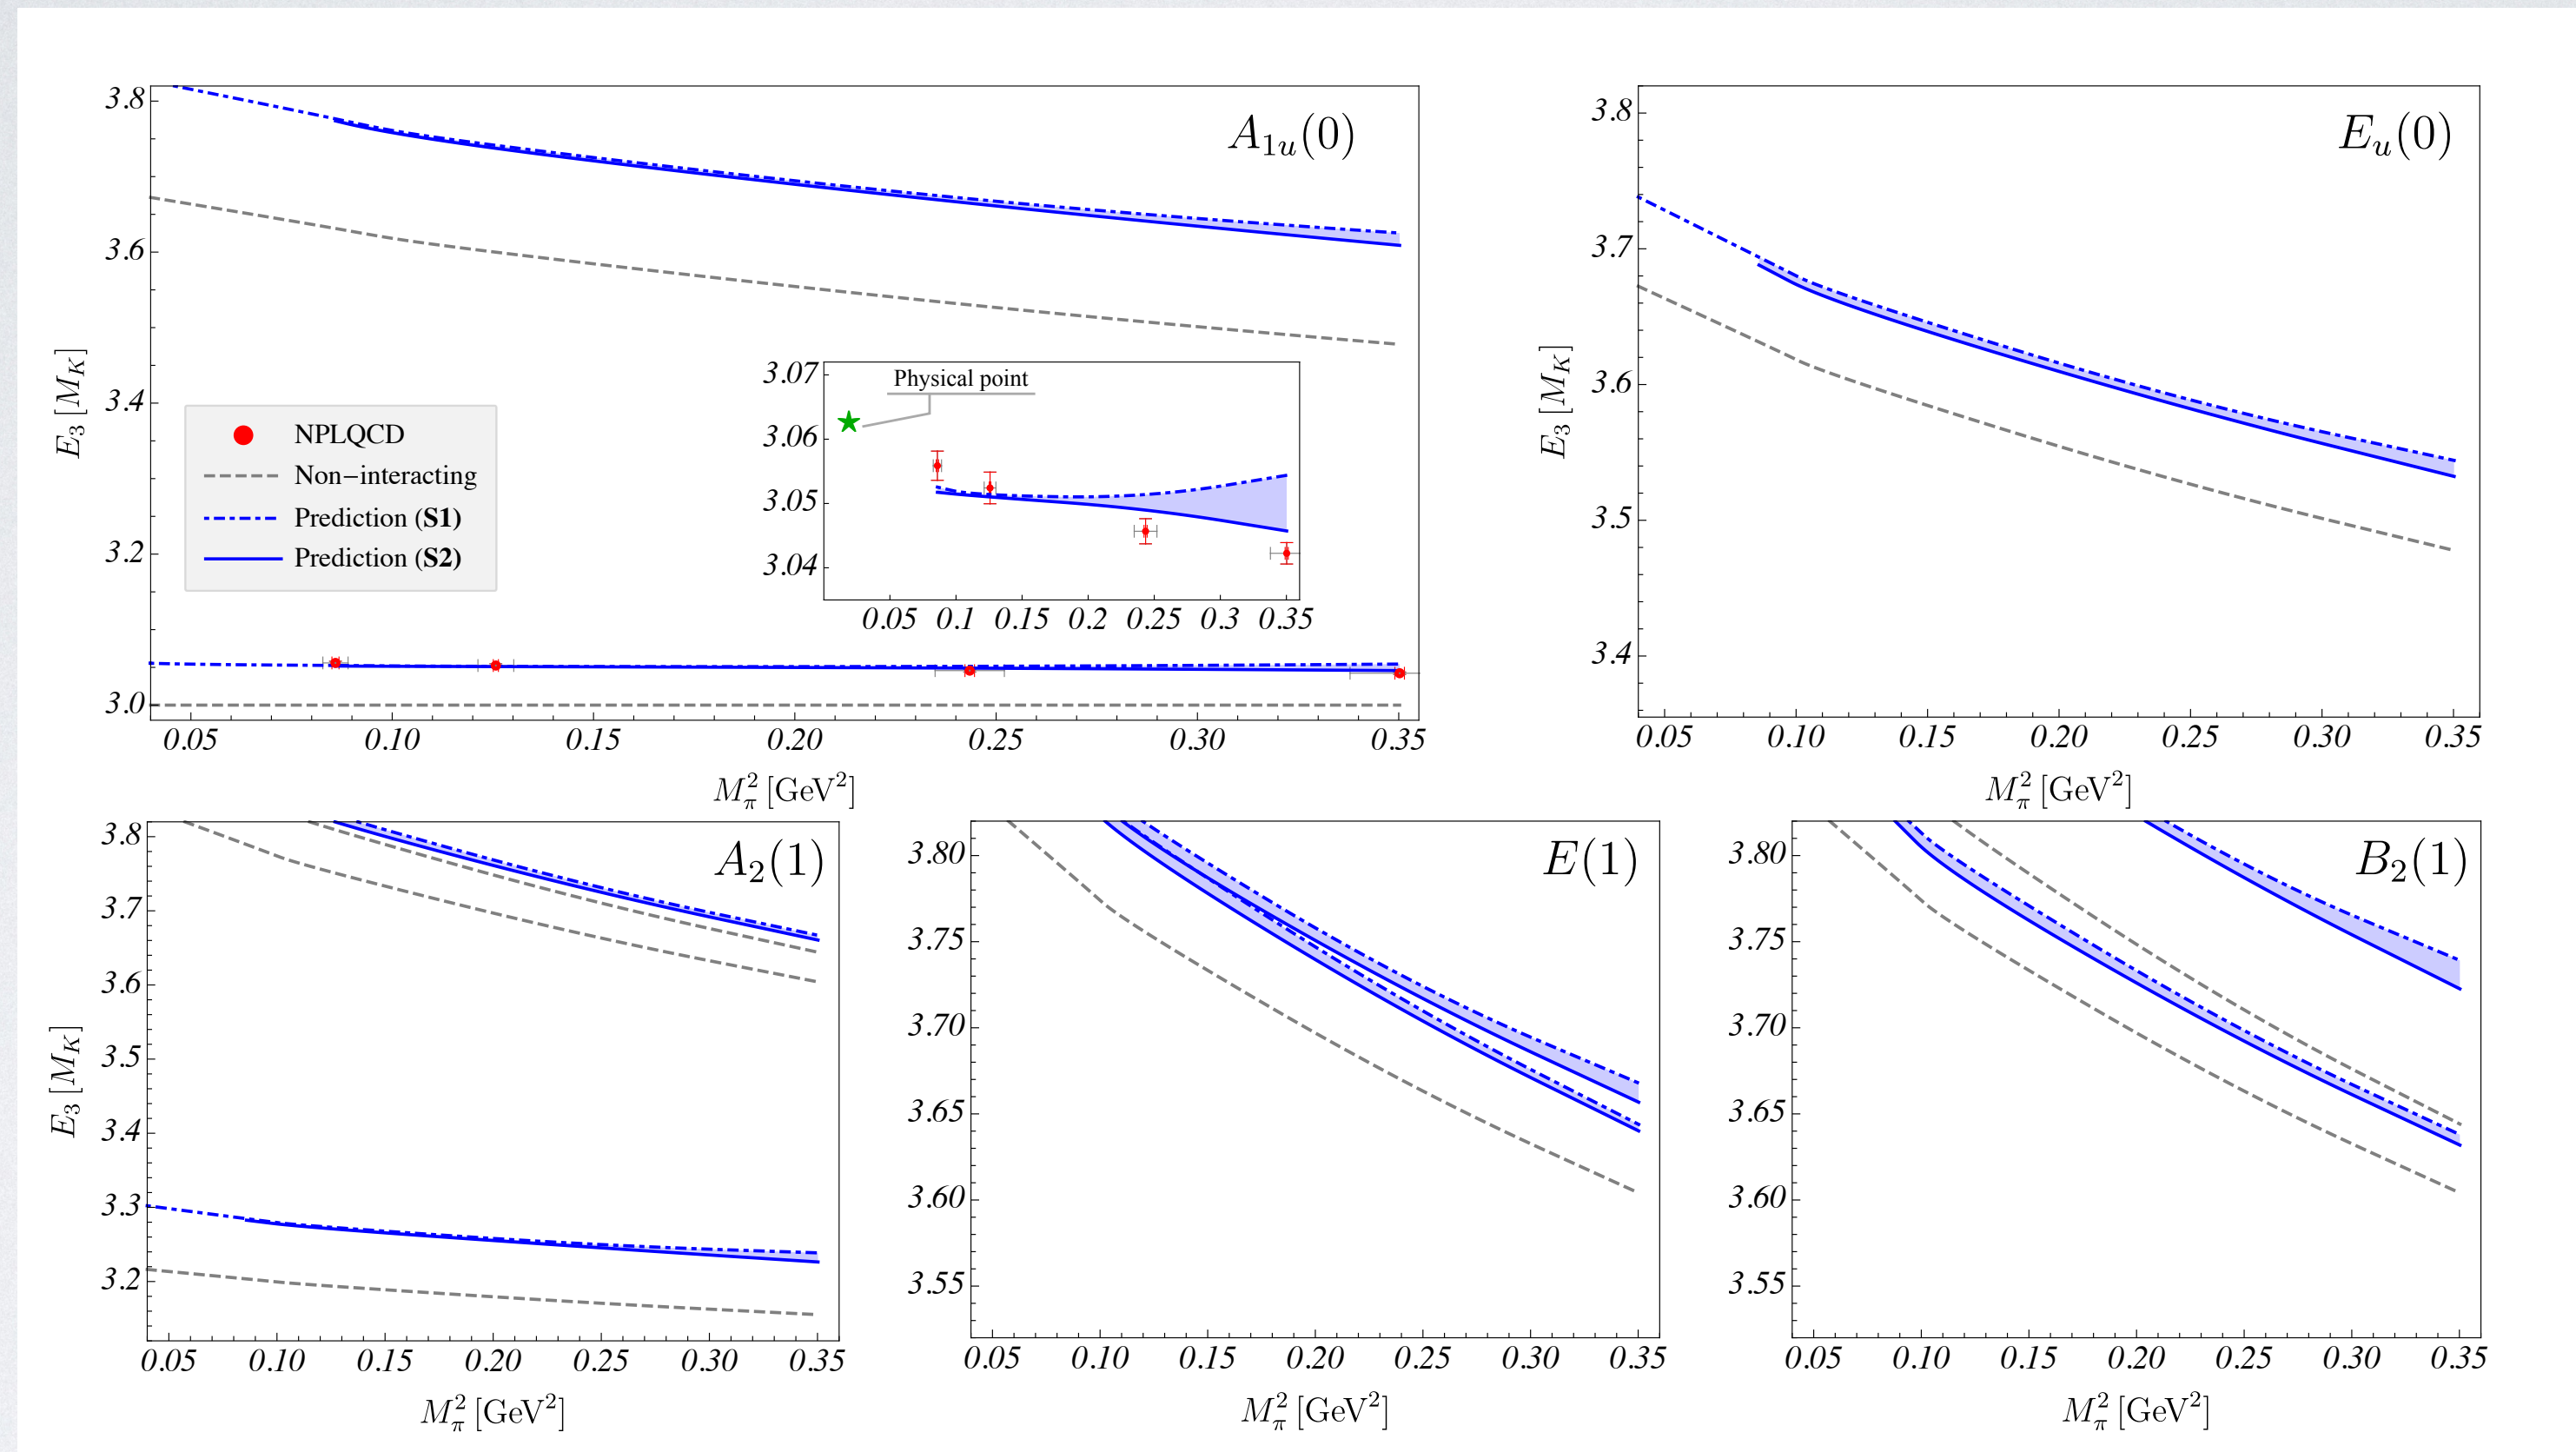 A₁ᵤ(0)
E₃ [M_K]
3.8
3.6
3.4
3.2
3.0
NPLQCD
Non−interacting
Prediction (S1)
Prediction (S2)
Physical point
3.07
3.06
3.05
3.04
0.05 0.1 0.15 0.2 0.25 0.3 0.35
0.05 0.10 0.15 0.20 0.25 0.30 0.35
M_π² [GeV²]
Eᵤ(0)
E₃ [M_K]
3.8
3.7
3.6
3.5
3.4
0.05 0.10 0.15 0.20 0.25 0.30 0.35
M_π² [GeV²]
A₂(1)
E₃ [M_K]
3.8
3.7
3.6
3.5
3.4
3.3
3.2
0.05 0.10 0.15 0.20 0.25 0.30 0.35
M_π² [GeV²]
E(1)
3.80
3.75
3.70
3.65
3.60
3.55
0.05 0.10 0.15 0.20 0.25 0.30 0.35
M_π² [GeV²]
B₂(1)
3.80
3.75
3.70
3.65
3.60
3.55
0.05 0.10 0.15 0.20 0.25 0.30 0.35
M_π² [GeV²]